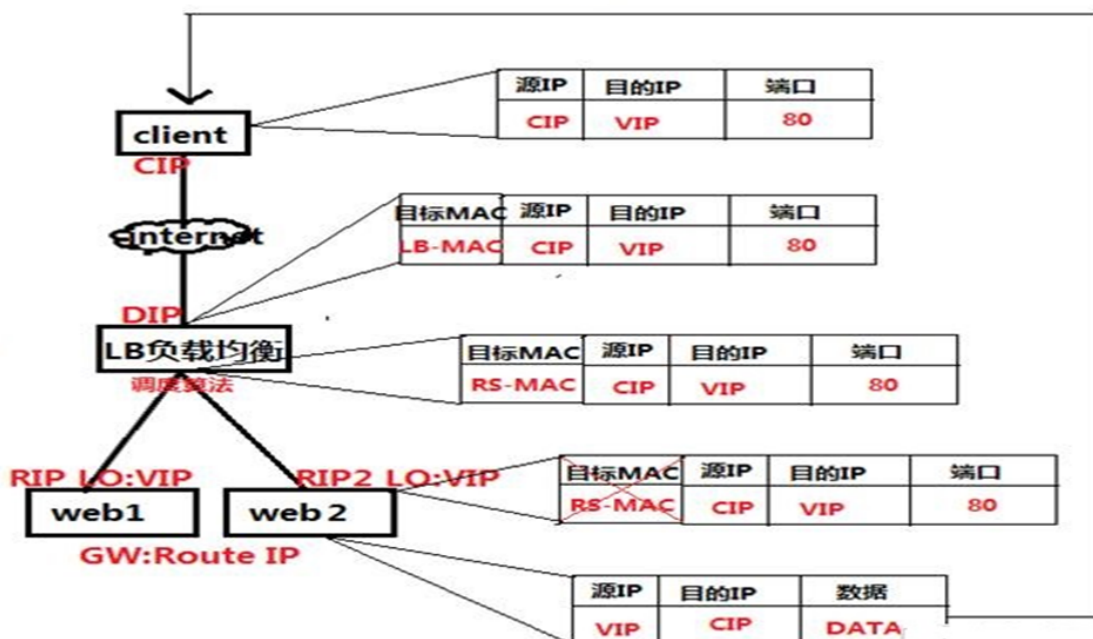 源IP 目的IP 端口
CIP VIP 80
client
CIP
internet
目标MAC 源IP 目的IP 端口
LB-MAC CIP VIP 80
DIP
LB负载均衡
调度算法
目标MAC 源IP 目的IP 端口
RS-MAC CIP VIP 80
RIP LO:VIP RIP2 LO:VIP
目标MAC 源IP 目的IP 端口
RS-MAC CIP VIP 80
web1 web2
GW:Route IP
源IP 目的IP 数据
VIP CIP DATA